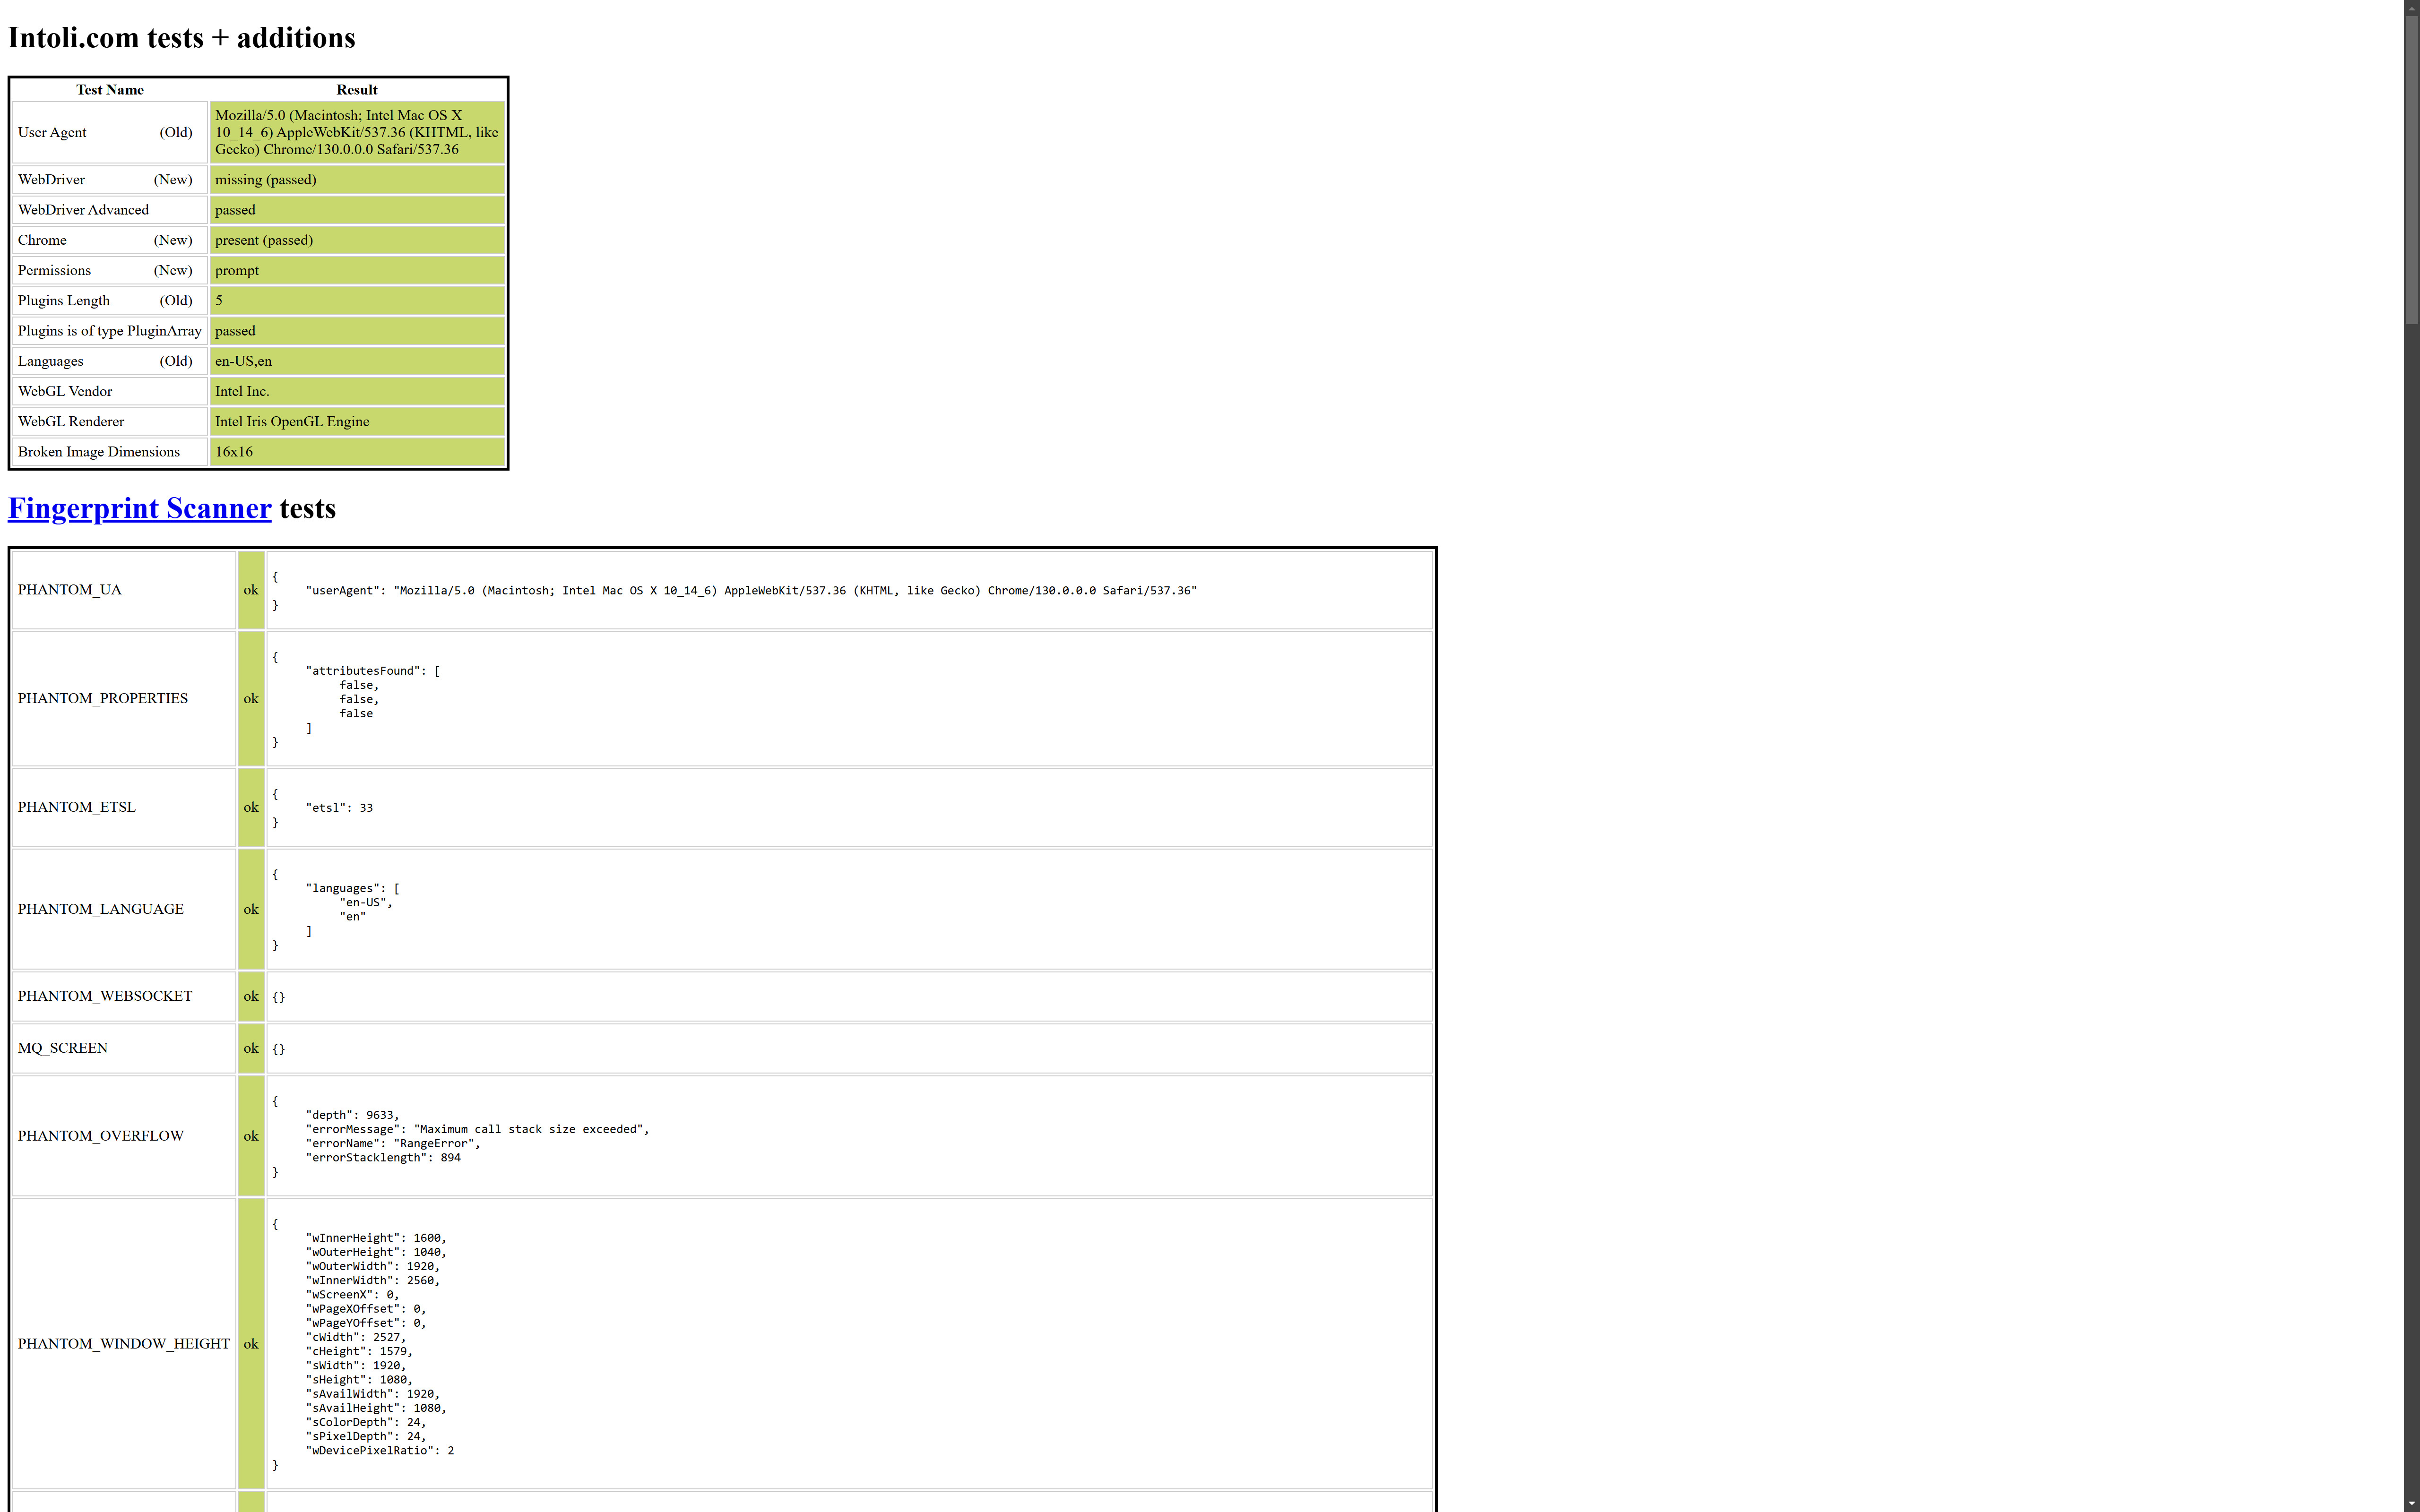 Intoli.com tests + additions
Test Name Result
User Agent (Old) Mozilla/5.0 (Macintosh; Intel Mac OS X
10_14_6) AppleWebKit/537.36 (KHTML, like
Gecko) Chrome/130.0.0.0 Safari/537.36
WebDriver (New) missing (passed)
WebDriver Advanced passed
Chrome (New) present (passed)
Permissions (New) prompt
Plugins Length (Old) 5
Plugins is of type PluginArray passed
Languages (Old) en-US,en
WebGL Vendor Intel Inc.
WebGL Renderer Intel Iris OpenGL Engine
Broken Image Dimensions 16x16
Fingerprint Scanner tests
PHANTOM_UA ok
{
"userAgent": "Mozilla/5.0 (Macintosh; Intel Mac OS X 10_14_6) AppleWebKit/537.36 (KHTML, like Gecko) Chrome/130.0.0.0 Safari/537.36"
}
PHANTOM_PROPERTIES ok
{
"attributesFound": [
false,
false,
false
]
}
PHANTOM_ETSL ok
{
"etsl": 33
}
PHANTOM_LANGUAGE ok
{
"languages": [
"en-US",
"en"
]
}
PHANTOM_WEBSOCKET ok {}
MQ_SCREEN ok {}
PHANTOM_OVERFLOW ok
{
"depth": 9633,
"errorMessage": "Maximum call stack size exceeded",
"errorName": "RangeError",
"errorStacklength": 894
}
PHANTOM_WINDOW_HEIGHT ok
{
"wInnerHeight": 1600,
"wOuterHeight": 1040,
"wOuterWidth": 1920,
"wInnerWidth": 2560,
"wScreenX": 0,
"wPageXOffset": 0,
"wPageYOffset": 0,
"cWidth": 2527,
"cHeight": 1579,
"sWidth": 1920,
"sHeight": 1080,
"sAvailWidth": 1920,
"sAvailHeight": 1080,
"sColorDepth": 24,
"sPixelDepth": 24,
"wDevicePixelRatio": 2
}